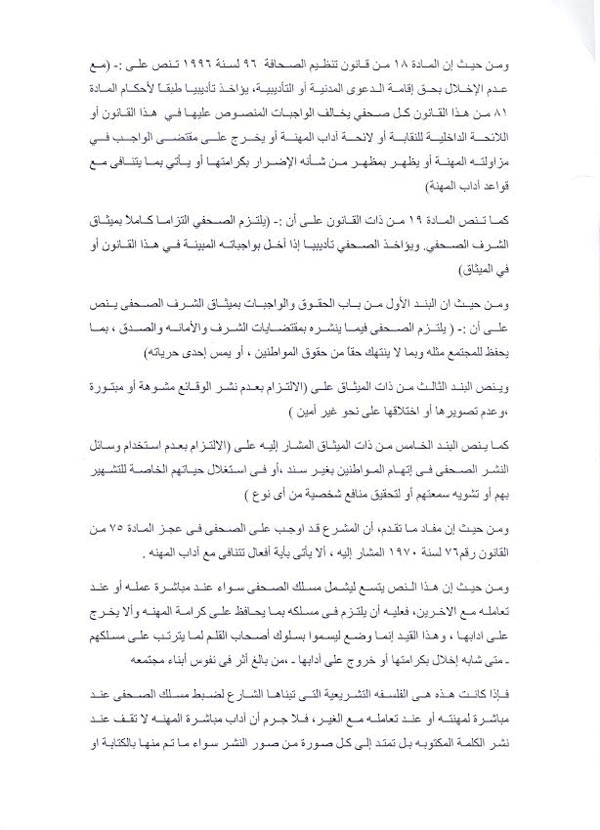 ومن حيث إن المادة ١٨ من قانون تنظيم الصحافة ٩٦ لسنة ١٩٩٦ تنص على :- (مع
عدم الإخلال بحق إقامة الدعوى المدنية أو التأديبية، يؤاخذ تأديبيا طبقاً لأحكام المادة
٨١ من هذا القانون كل صحفي يخالف الواجبات المنصوص عليها في هذا القانون أو
اللائحة الداخلية للنقابة أو لائحة آداب المهنة أو يخرج على مقتضى الواجب في
مزاولته المهنة أو يظهر بمظهر من شأنه الإضرار بكرامتها أو يأتي بما يتنافى مع
قواعد آداب المهنة)
كما تنص المادة ١٩ من ذات القانون على أن :- (يلتزم الصحفي التزاما كاملاً بميثاق
الشرف الصحفي. ويؤاخذ الصحفي تأديبيا إذا أخل بواجباته المبينة في هذا القانون أو
في الميثاق)
ومن حيث ان البند الأول من باب الحقوق والواجبات بميثاق الشرف الصحفى ينص
على أن :- ( يلتزم الصحفى فيما ينشره بمقتضايات الشرف والأمانه والصدق ، بما
يحفظ للمجتمع مثله وبما لا ينتهك حقاً من حقوق المواطنين ، أو يمس إحدى حرياته)
وينص البند الثالث من ذات الميثاق على (الالتزام بعدم نشر الوقائع مشوهة أو مبتورة
،وعدم تصويرها أو اختلاقها على نحو غير أمين )
كما ينص البند الخامس من ذات الميثاق المشار إليه على (الالتزام بعدم استخدام وسائل
النشر الصحفى فى إتهام المواطنين بغير سند ،أو فى استغلال حياتهم الخاصة للتشهير
بهم أو تشويه سمعتهم أو لتحقيق منافع شخصية من أى نوع )
ومن حيث إن مفاد ما تقدم، أن المشرع قد اوجب على الصحفى فى عجز المادة ٧٥ من
القانون رقم ٧٦ لسنة ١٩٧٠ المشار إليه ، ألا يأتى بأية أفعال تتنافى مع آداب المهنه .
ومن حيث إن هذا النص يتسع ليشمل مسلك الصحفى سواء عند مباشرة عمله أو عند
تعامله مع الاخرين، فعليه أن يلتزم فى مسلكه بما يحافظ على كرامة المهنه وألا يخرج
على ادابها ، وهذا القيد إنما وضع ليسموا بسلوك أصحاب القلم لما يترتب على مسلكهم
ـ متى شابه إخلال بكرامتها أو خروج على آدابها ـ ،من بالغ أثر فى نفوس أبناء مجتمعه
فإذا كانت هذه هى الفلسفه التشريعية التى تبناها الشارع لضبط مسلك الصحفى عند
مباشرة لمهنته أو عند تعامله مع الغير، فلا جرم أن آداب مباشرة المهنه لا تقف عند
نشر الكلمة المكتوبه بل تمتد إلى كل صورة من صور النشر سواء ما تم منها بالكتابة او